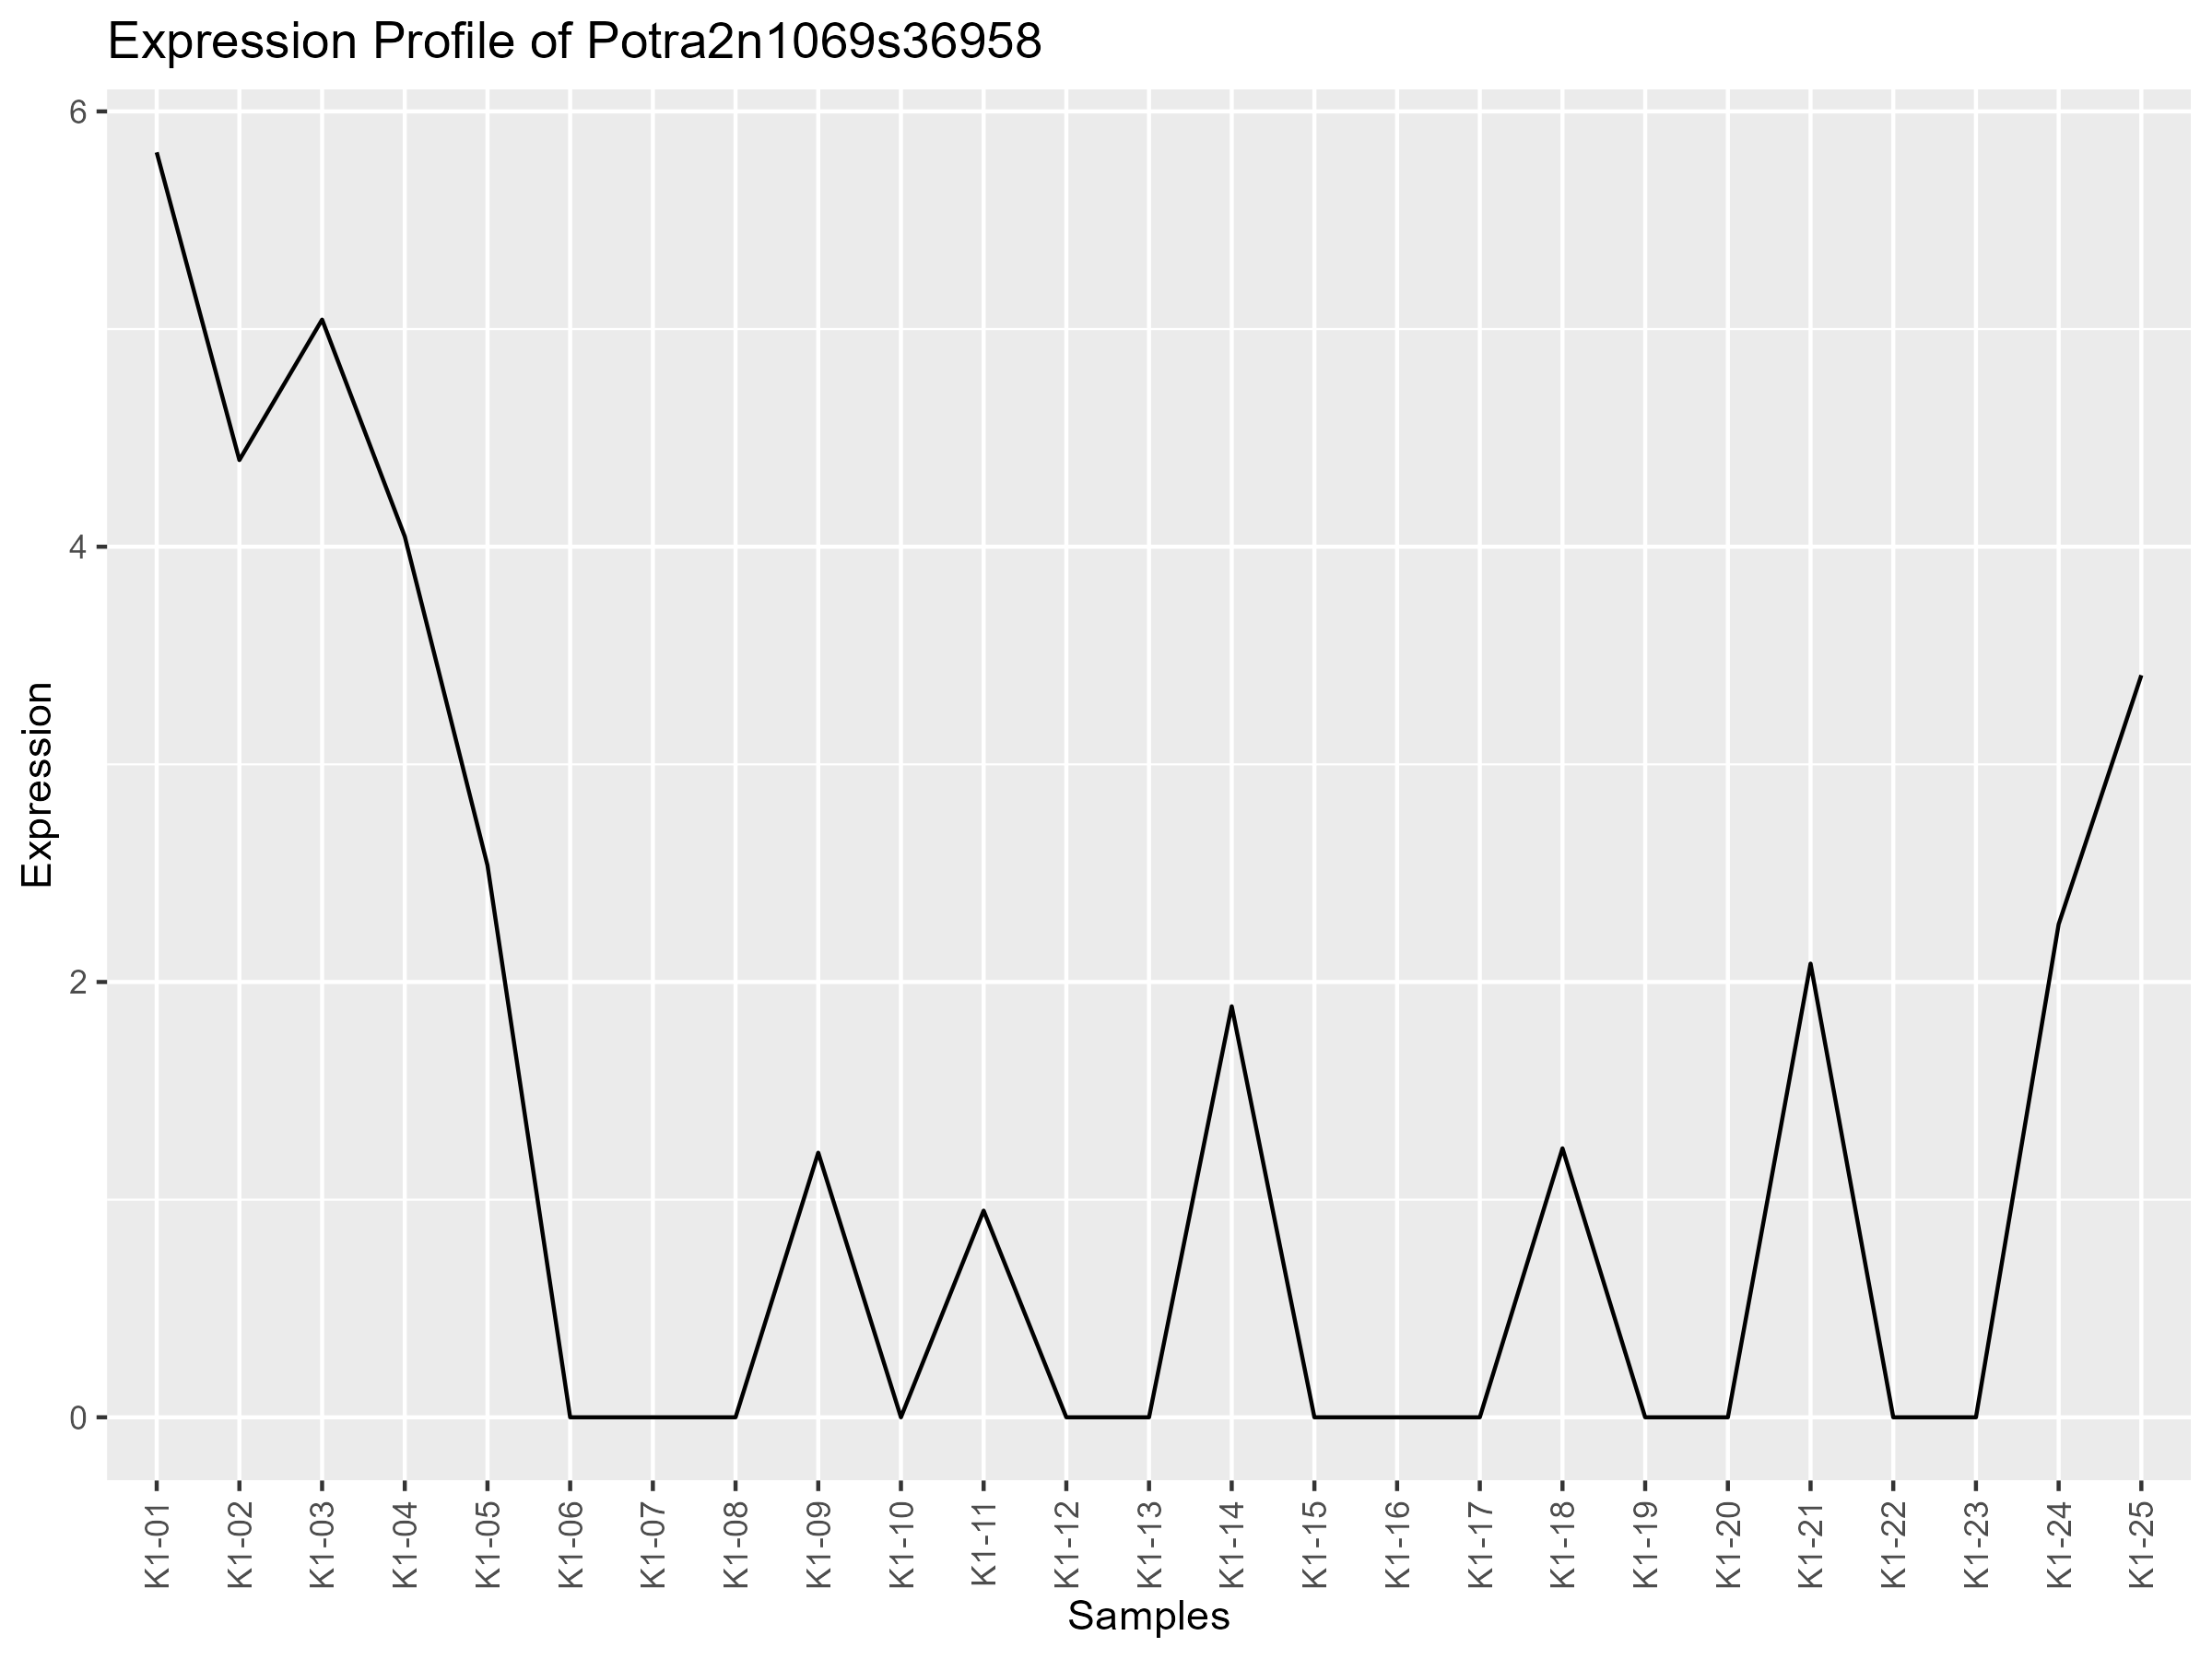 Expression Profile of Potra2n1069s36958
Expression
6
4
2
0
K1-01
K1-02
K1-03
K1-04
K1-05
K1-06
K1-07
K1-08
K1-09
K1-10
K1-11
K1-12
K1-13
K1-14
K1-15
K1-16
K1-17
K1-18
K1-19
K1-20
K1-21
K1-22
K1-23
K1-24
K1-25
Samples